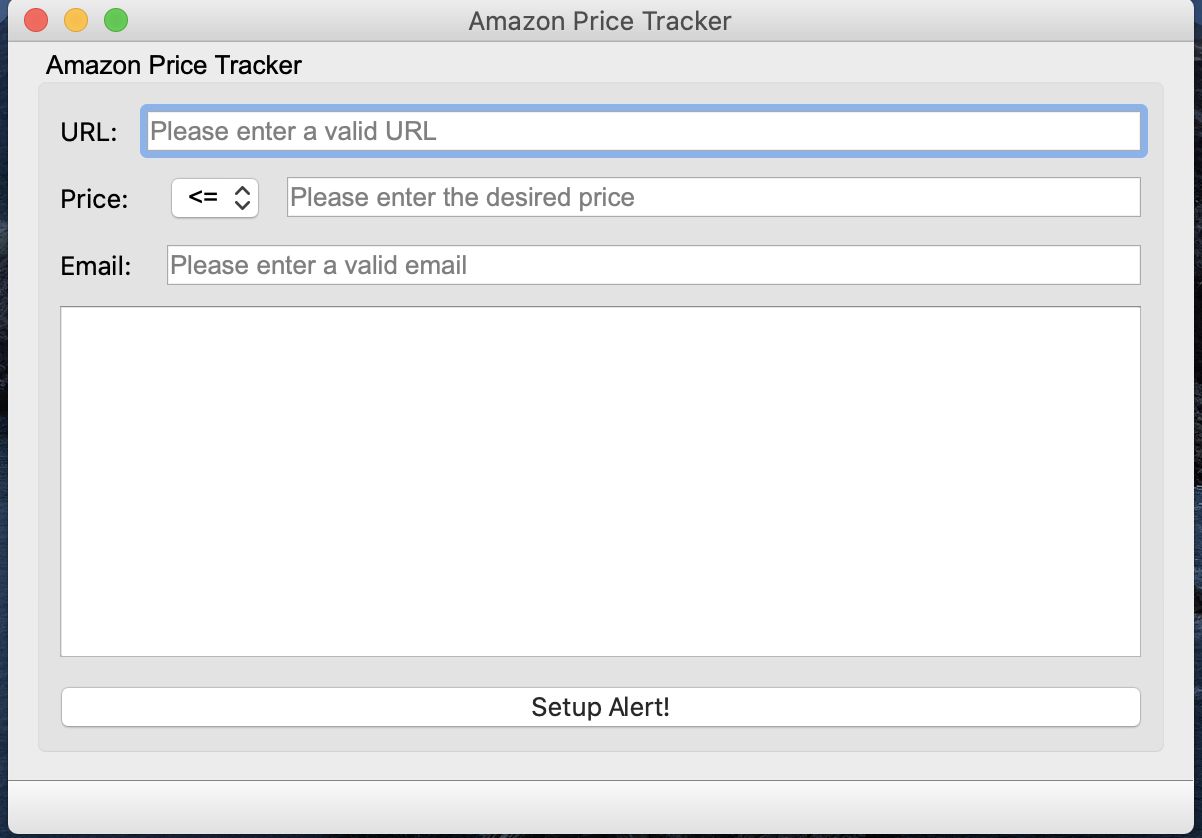 Amazon Price Tracker
Amazon Price Tracker
URL: Please enter a valid URL
Price: <= Please enter the desired price
Email: Please enter a valid email
Setup Alert!